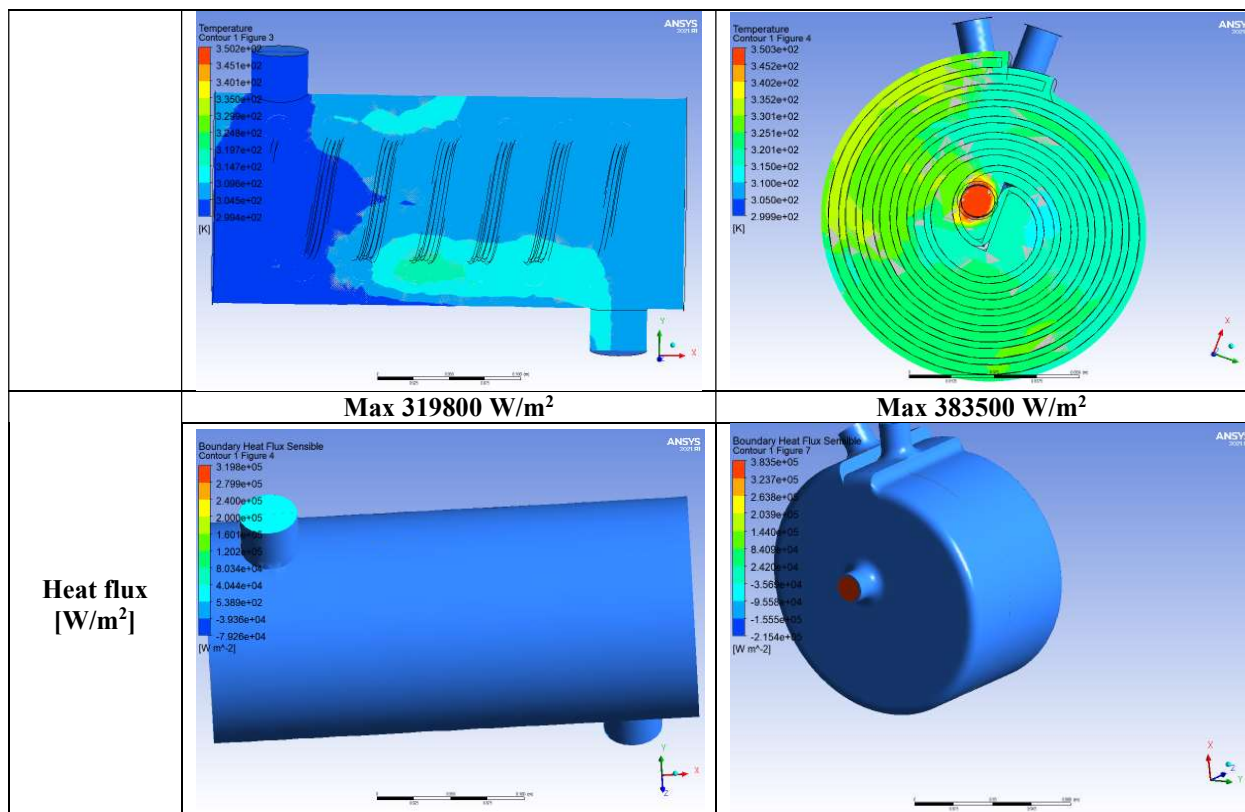 Temperature
Contour 1 Figure 3
3.502e+02
3.451e+02
3.401e+02
3.350e+02
3.299e+02
3.248e+02
3.197e+02
3.147e+02
3.096e+02
3.045e+02
2.994e+02
[K]
ANSYS
2021 R1
Y
X
Temperature
Contour 1 Figure 4
3.503e+02
3.452e+02
3.402e+02
3.352e+02
3.301e+02
3.251e+02
3.201e+02
3.150e+02
3.100e+02
3.050e+02
2.999e+02
[K]
ANSYS
2021 R1
X
Max 319800 W/m²
Max 383500 W/m²
Heat flux
[W/m²]
Boundary Heat Flux Sensible
Contour 1 Figure 4
3.198e+05
2.799e+05
2.400e+05
2.000e+05
1.601e+05
1.202e+05
8.034e+04
4.044e+04
5.389e+02
-3.936e+04
-7.926e+04
[W m^-2]
ANSYS
2021 R1
Y
X
Z
Boundary Heat Flux Sensible
Contour 1 Figure 7
3.835e+05
3.237e+05
2.638e+05
2.039e+05
1.440e+05
8.409e+04
2.420e+04
-3.569e+04
-9.558e+04
-1.555e+05
-2.154e+05
[W m^-2]
ANSYS
2021 R1
X
Z
Y